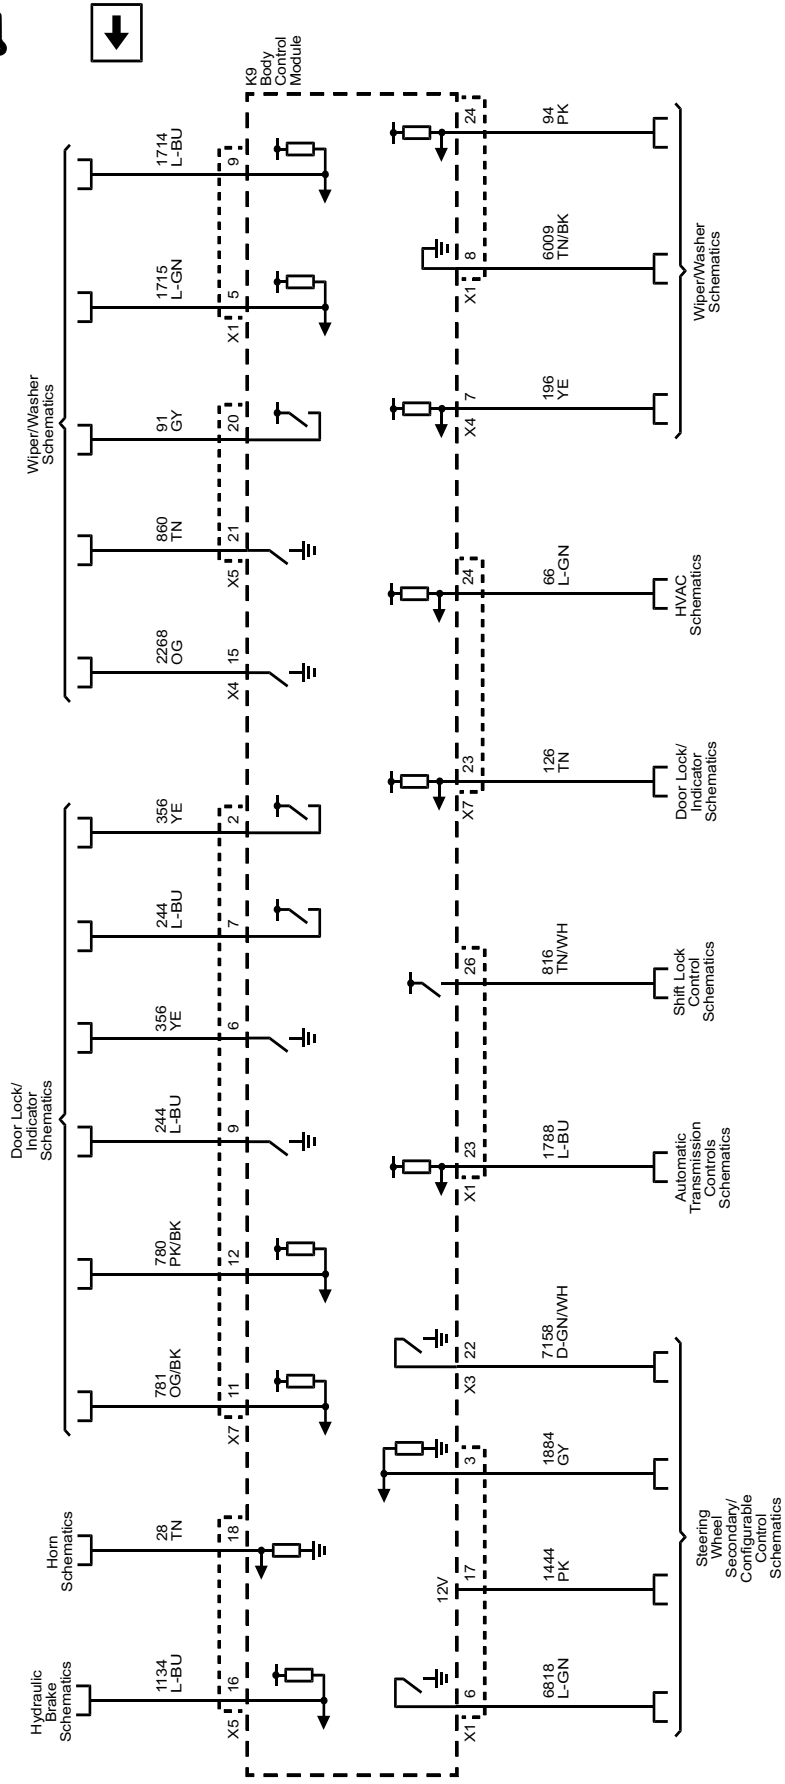 Hydraulic
Brake
Schematics
Horn
Schematics
Door Lock/
Indicator
Schematics
Wiper/Washer
Schematics
1134
L-BU
28
TN
781
OG/BK
780
PK/BK
244
L-BU
356
YE
244
L-BU
356
YE
2268
OG
860
TN
91
GY
1715
L-GN
1714
L-BU
X5 16
18
X7 11
12
9
6
7
2
X4 15
X5 21
20
X1 5
9
K9
Body
Control
Module
12V
X1 6
17
3
X3 22
X1 23
26
X7 23
24
X4 7
X1 8
24
6818
L-GN
1444
PK
1884
GY
7158
D-GN/WH
1788
L-BU
816
TN/WH
126
TN
66
L-GN
196
YE
6009
TN/BK
94
PK
Steering
Wheel
Secondary/
Configurable
Control
Schematics
Automatic
Transmission
Controls
Schematics
Shift Lock
Control
Schematics
Door Lock/
Indicator
Schematics
HVAC
Schematics
Wiper/Washer
Schematics